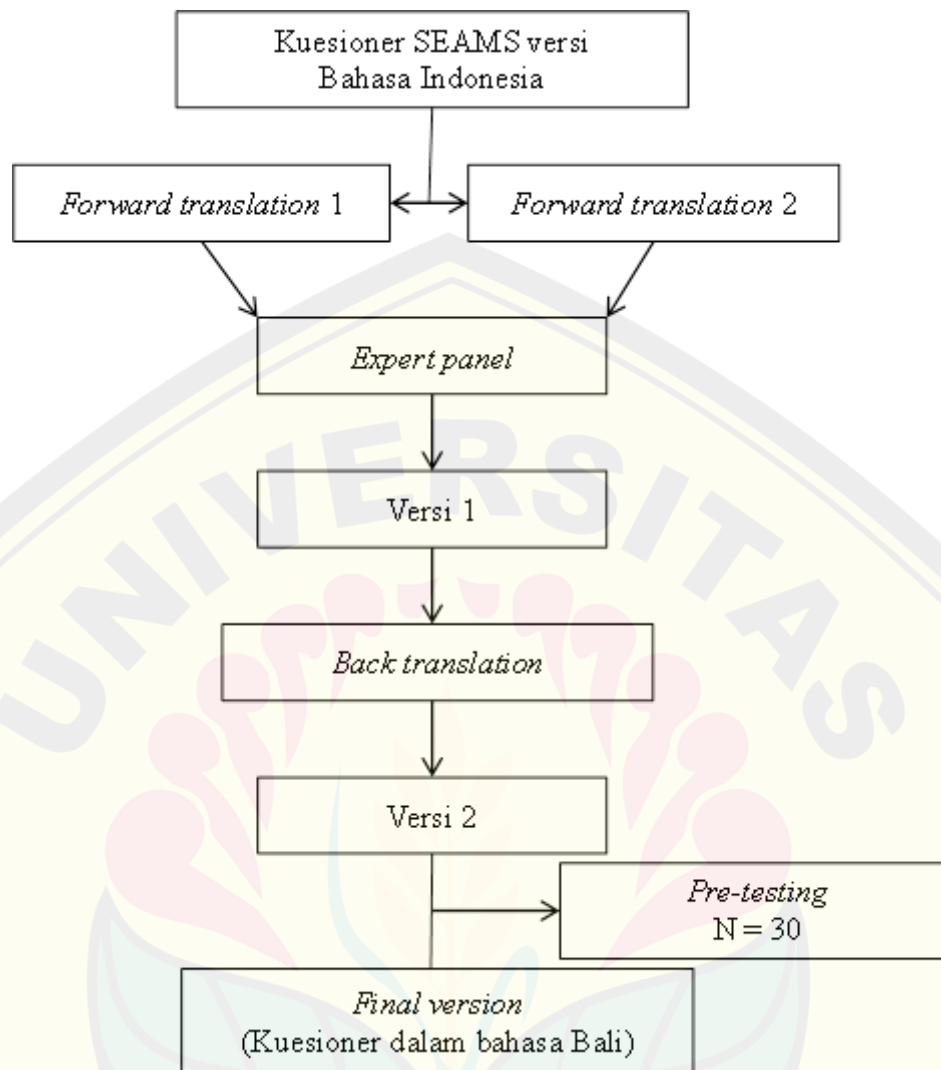 Kuesioner SEAMS versi
Bahasa Indonesia
Forward translation 1
Forward translation 2
Expert panel
Versi 1
UNIVERSITAS
Back translation
Versi 2
Pre-testing
N = 30
Final version
(Kuesioner dalam bahasa Bali)